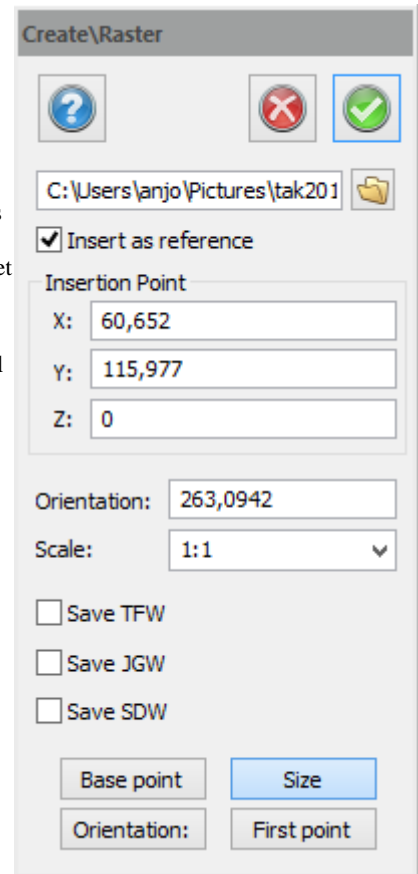 Create\Raster
?
C:\Users\anjo\Pictures\tak201
s
Insert as reference
et
Insertion Point
X: 60,652
l
Y: 115,977
Z: 0
Orientation: 263,0942
Scale: 1:1
Save TFW
Save JGW
Save SDW
Base point Size
Orientation: First point